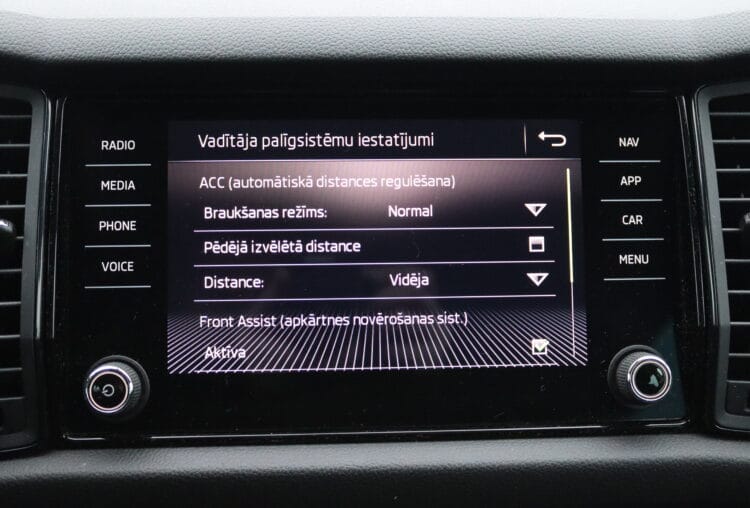 RADIO
MEDIA
PHONE
VOICE
Vadītāja palīgsistēmu iestatījumi
ACC (automātiskā distances regulēšana)
Braukšanas režīms: Normal
Pēdējā izvēlētā distance
Distance: Vidēja
Front Assist (apkārtnes novērošanas sist.)
Aktīva
NAV
APP
CAR
MENU